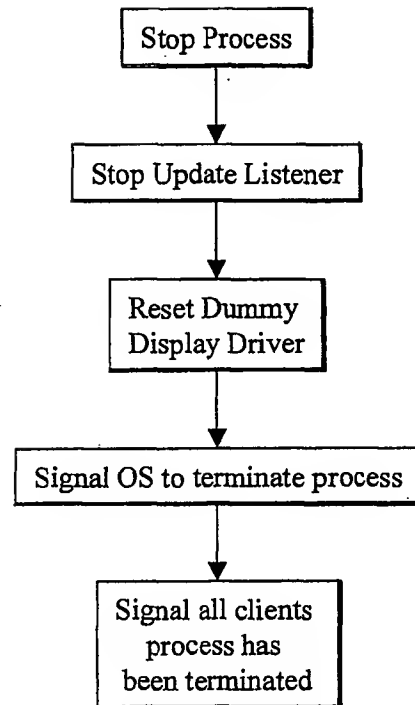 Stop Process
Stop Update Listener
Reset Dummy
Display Driver
Signal OS to terminate process
Signal all clients
process has
been terminated